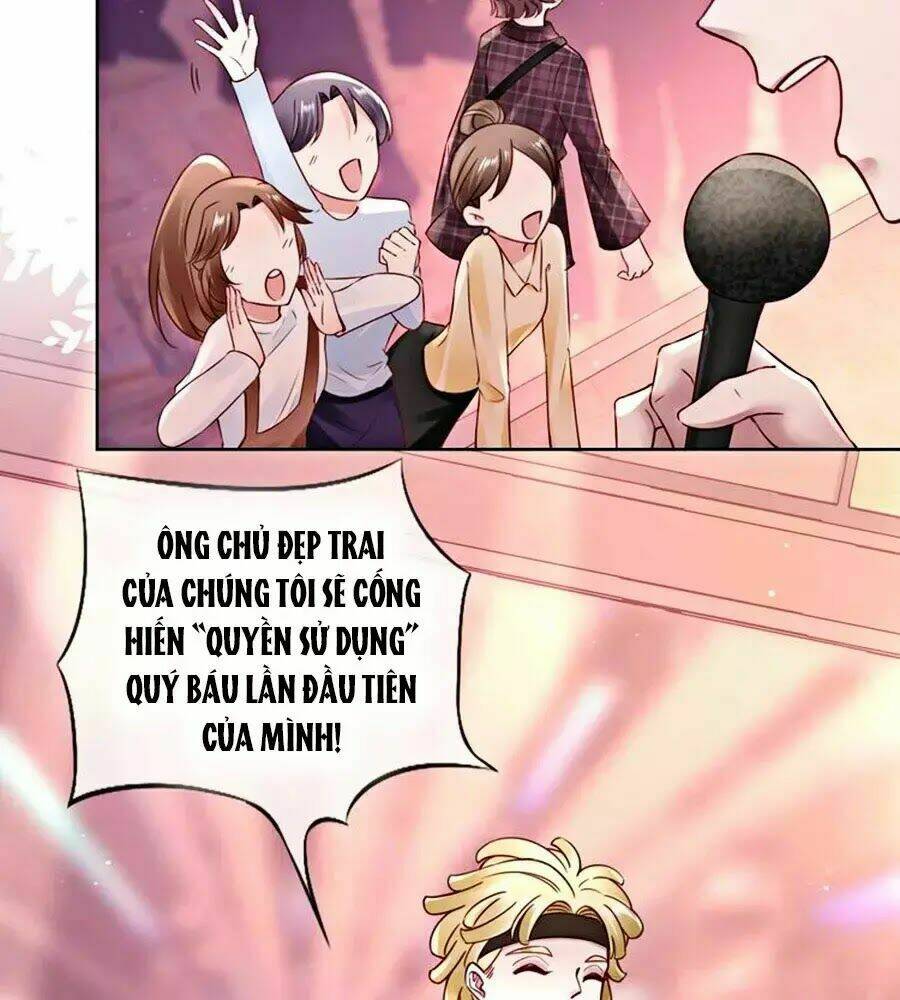 ÔNG CHỦ ĐẸP TRAI
CỦA CHÚNG TÔI SẼ CỐNG
HIẾN “QUYỀN SỬ DỤNG”
QUÝ BÁU LẦN ĐẦU TIÊN
CỦA MÌNH!